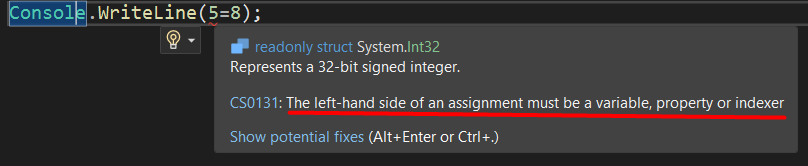 Console.WriteLine(5=8);
readonly struct System.Int32
Represents a 32-bit signed integer.
CS0131: The left-hand side of an assignment must be a variable, property or indexer
Show potential fixes (Alt+Enter or Ctrl+.)